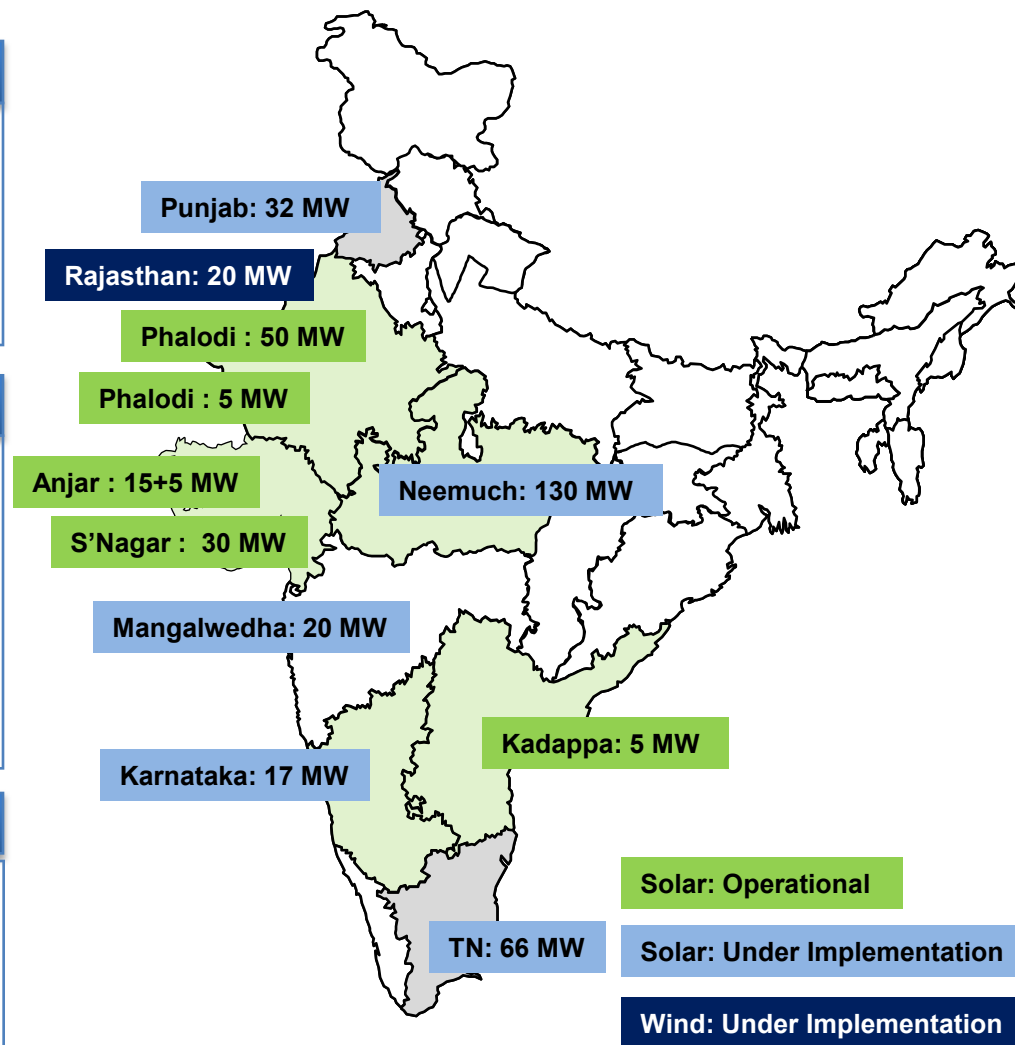 Punjab: 32 MW
Rajasthan: 20 MW
Phalodi : 50 MW
Phalodi : 5 MW
Anjar : 15+5 MW
Neemuch: 130 MW
S’Nagar : 30 MW
Mangalwedha: 20 MW
Kadappa: 5 MW
Karnataka: 17 MW
Solar: Operational
TN: 66 MW
Solar: Under Implementation
Wind: Under Implementation